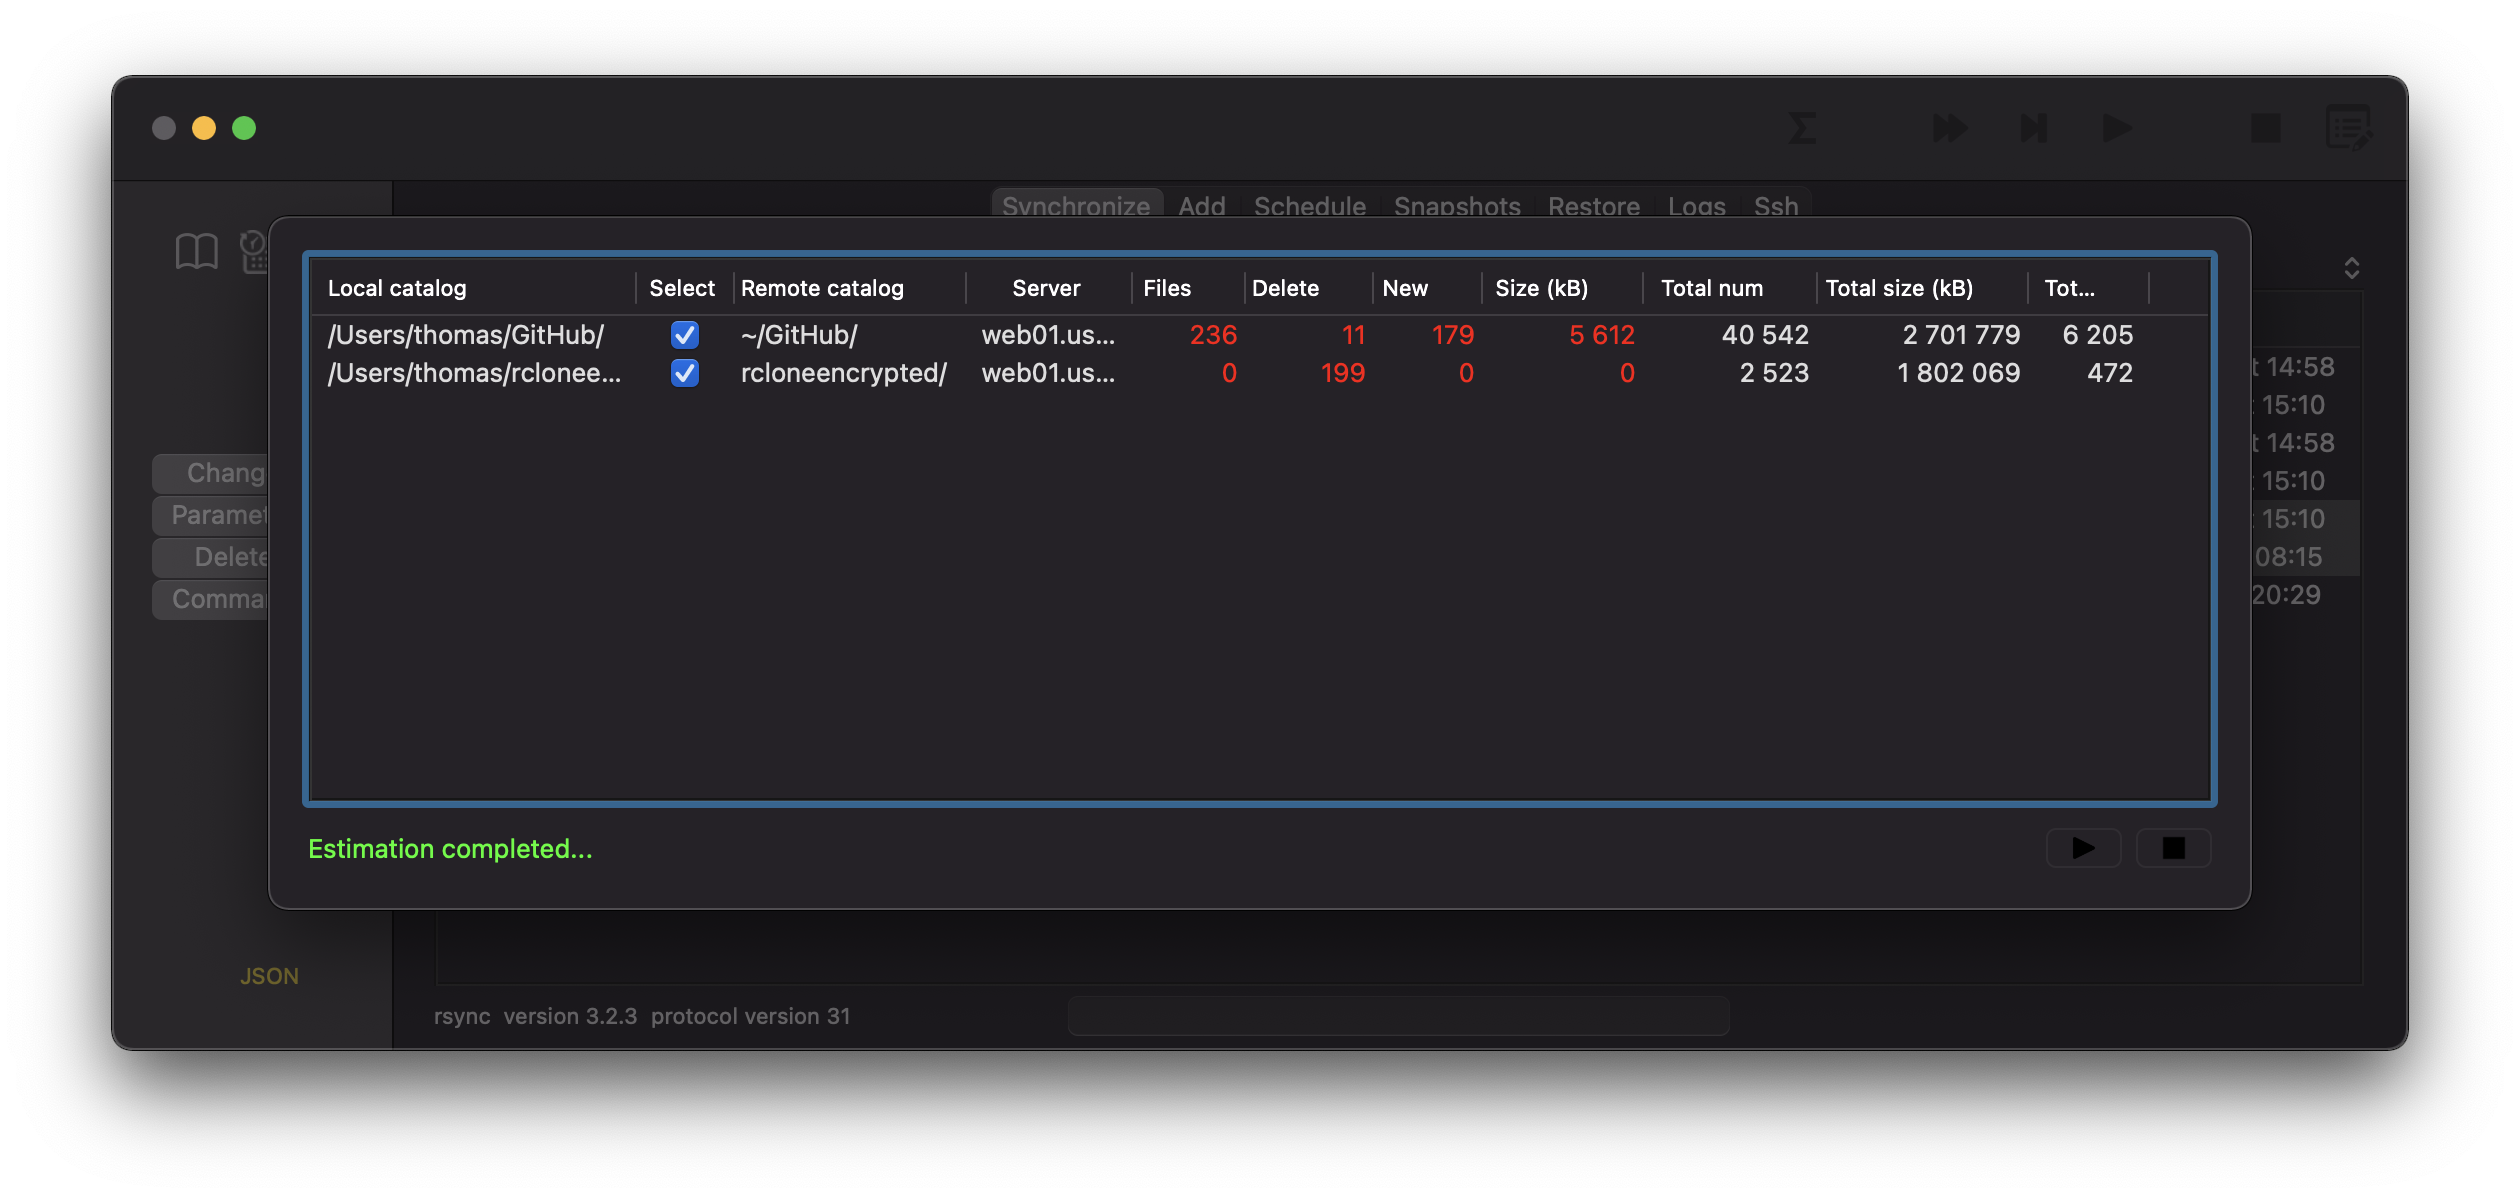 Synchronize Add Schedule Snapshots Restore Logs Ssh
Local catalog Select Remote catalog Server Files Delete New Size (kB) Total num Total size (kB) Tot...
/Users/thomas/GitHub/ ~/GitHub/ web01.us... 236 11 179 5 612 40 542 2 701 779 6 205
/Users/thomas/rclonee... rcloneencrypted/ web01.us... 0 199 0 0 2 523 1 802 069 472
t 14:58
15:10
t 14:58
Chang
15:10
Paramet
15:10
Delete
08:15
Comma
20:29
Estimation completed...
JSON
rsync version 3.2.3 protocol version 31